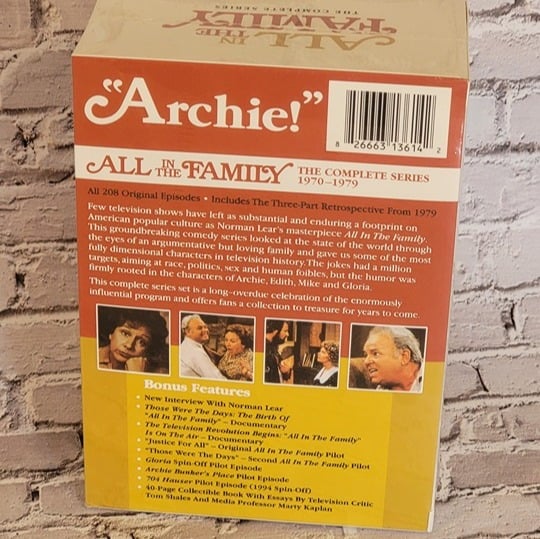 THE COMPLETE SERIES
ALL IN THE FAMILY
“Archie!”
8 26663 13614 2
ALL IN THE FAMILY THE COMPLETE SERIES
1970–1979
All 208 Original Episodes • Includes The Three-Part Retrospective From 1979
Few television shows have left as substantial and enduring a footprint on
American popular culture as Norman Lear's masterpiece All In The Family.
This groundbreaking comedy series looked at the state of the world through
the eyes of an argumentative but loving family and gave us some of the most
fully dimensional characters in television history. The jokes had a million
targets, aiming at race, politics, sex and human foibles, but the humor was
firmly rooted in the characters of Archie, Edith, Mike and Gloria.
This complete series set is a long-overdue celebration of the enormously
influential program and offers fans a collection to treasure for years to come.
Bonus Features
• New Interview With Norman Lear
• Those Were The Days: The Birth Of
"All In The Family" – Documentary
• The Television Revolution Begins: "All In The Family"
Is On The Air – Documentary
• "Justice For All" – Original All In The Family Pilot
• "Those Were The Days" – Second All In The Family Pilot
• Gloria Spin-Off Pilot Episode
• Archie Bunker's Place Pilot Episode
• 704 Hauser Pilot Episode (1994 Spin Off)
• 40-Page Collectible Book With Essays By Television Critic
Tom Shales And Media Professor Marty Kaplan